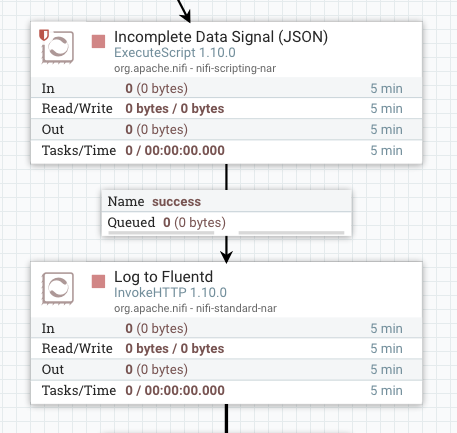 Incomplete Data Signal (JSON)
ExecuteScript 1.10.0
org.apache.nifi - nifi-scripting-nar
In 0 (0 bytes) 5 min
Read/Write 0 bytes / 0 bytes 5 min
Out 0 (0 bytes) 5 min
Tasks/Time 0 / 00:00:00.000 5 min
Name success
Queued 0 (0 bytes)
Log to Fluentd
InvokeHTTP 1.10.0
org.apache.nifi - nifi-standard-nar
In 0 (0 bytes) 5 min
Read/Write 0 bytes / 0 bytes 5 min
Out 0 (0 bytes) 5 min
Tasks/Time 0 / 00:00:00.000 5 min